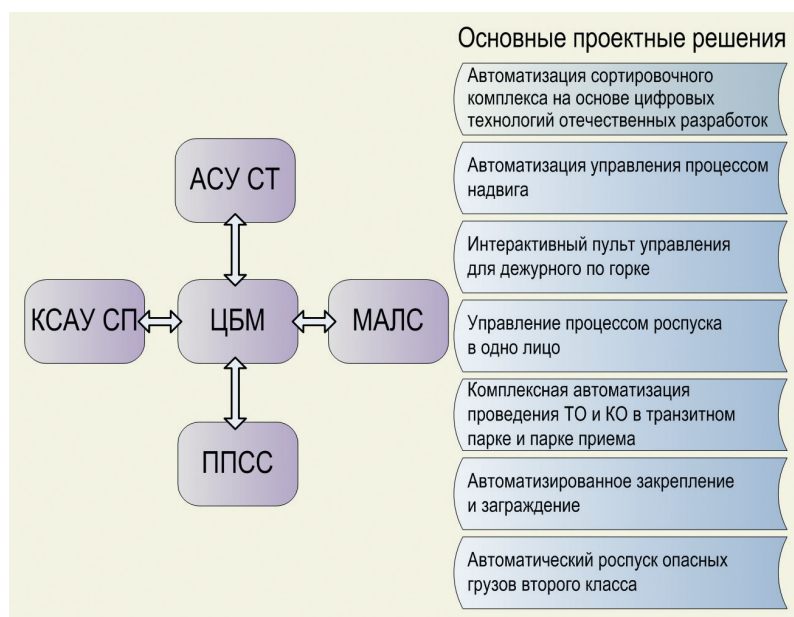 Основные проектные решения
АСУ СТ
КСАУ СП
ЦБМ
МАЛС
ППСС
Автоматизация сортировочного
комплекса на основе цифровых
технологий отечественных разработок
Автоматизация управления процессом
надвига
Интерактивный пульт управления
для дежурного по горке
Управление процессом роспуска
в одно лицо
Комплексная автоматизация
проведения ТО и КО в транзитном
парке и парке приема
Автоматизированное закрепление
и заграждение
Автоматический роспуск опасных
грузов второго класса